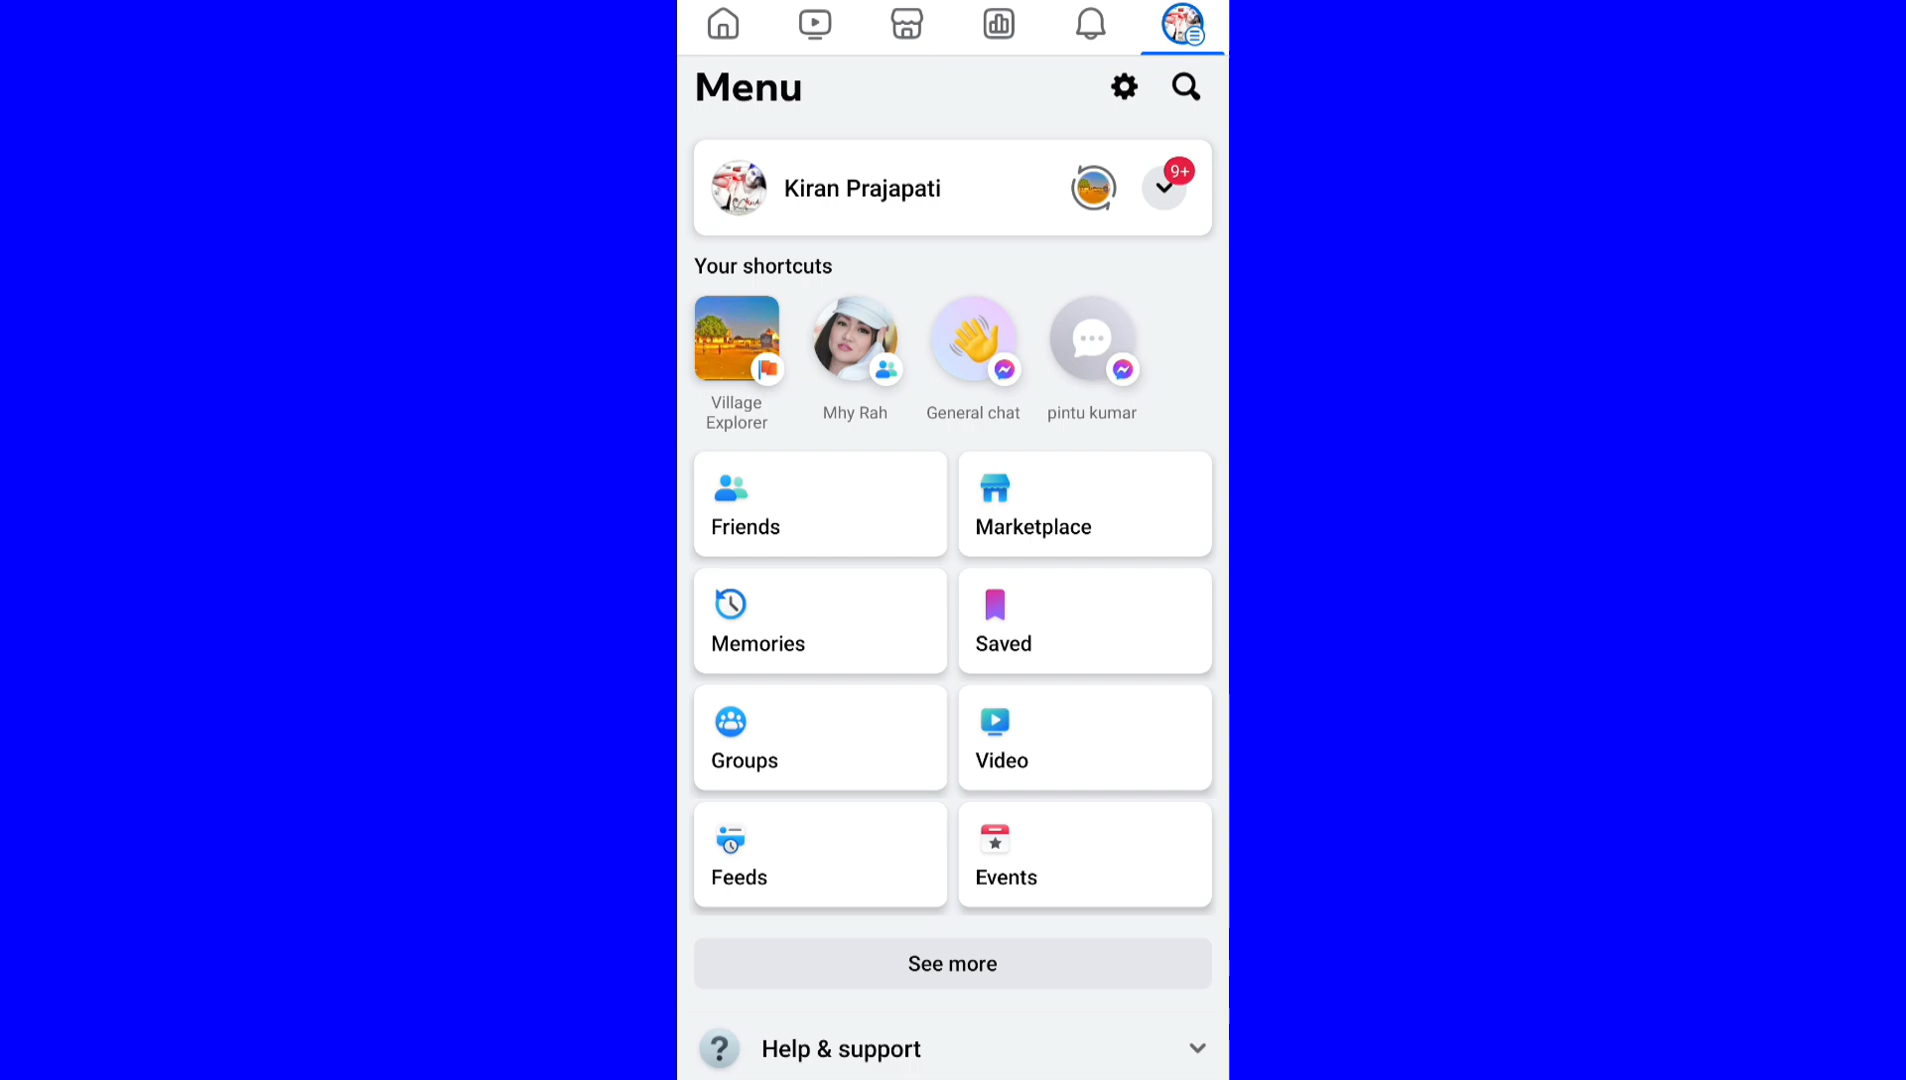 Menu
Kiran Prajapati
9+
Your shortcuts
Village
Explorer
Mhy Rah
General chat
pintu kumar
Friends
Marketplace
Memories
Saved
Groups
Video
Feeds
Events
See more
? Help & support